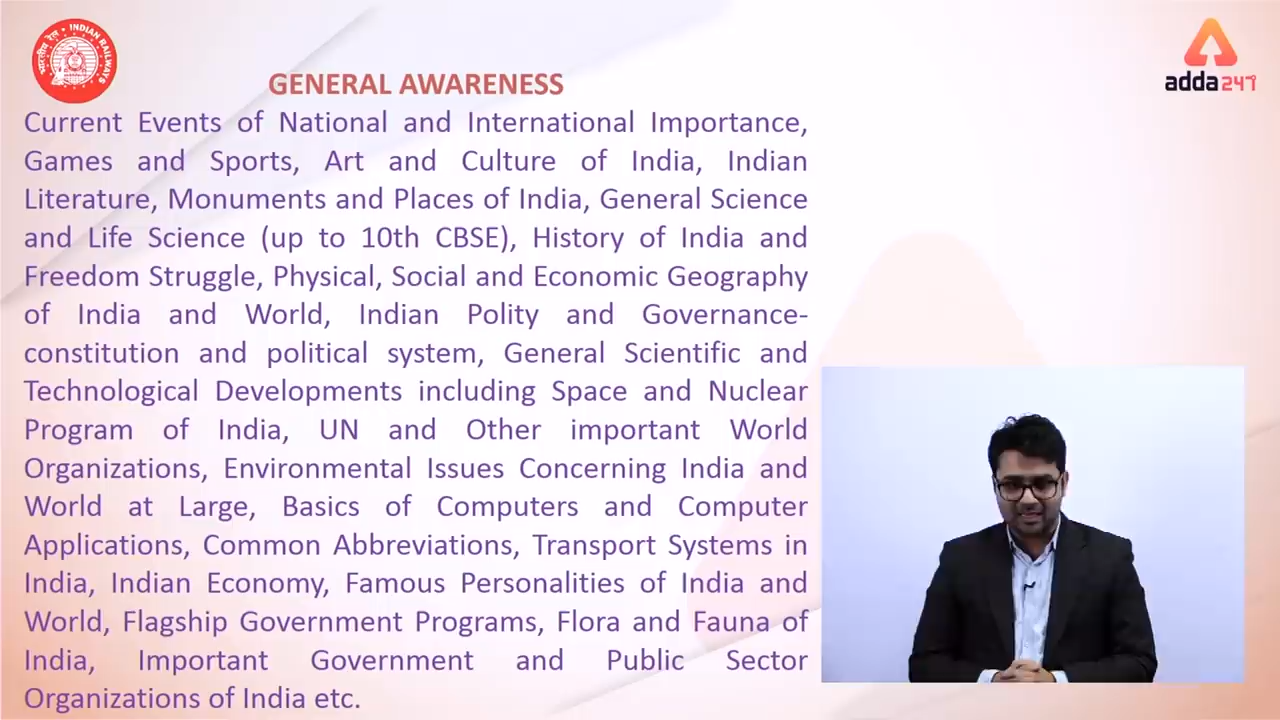 भारतीय रेल • INDIAN RAILWAYS
adda247
GENERAL AWARENESS
Current Events of National and International Importance,
Games and Sports, Art and Culture of India, Indian
Literature, Monuments and Places of India, General Science
and Life Science (up to 10th CBSE), History of India and
Freedom Struggle, Physical, Social and Economic Geography
of India and World, Indian Polity and Governance-
constitution and political system, General Scientific and
Technological Developments including Space and Nuclear
Program of India, UN and Other important World
Organizations, Environmental Issues Concerning India and
World at Large, Basics of Computers and Computer
Applications, Common Abbreviations, Transport Systems in
India, Indian Economy, Famous Personalities of India and
World, Flagship Government Programs, Flora and Fauna of
India, Important Government and Public Sector
Organizations of India etc.